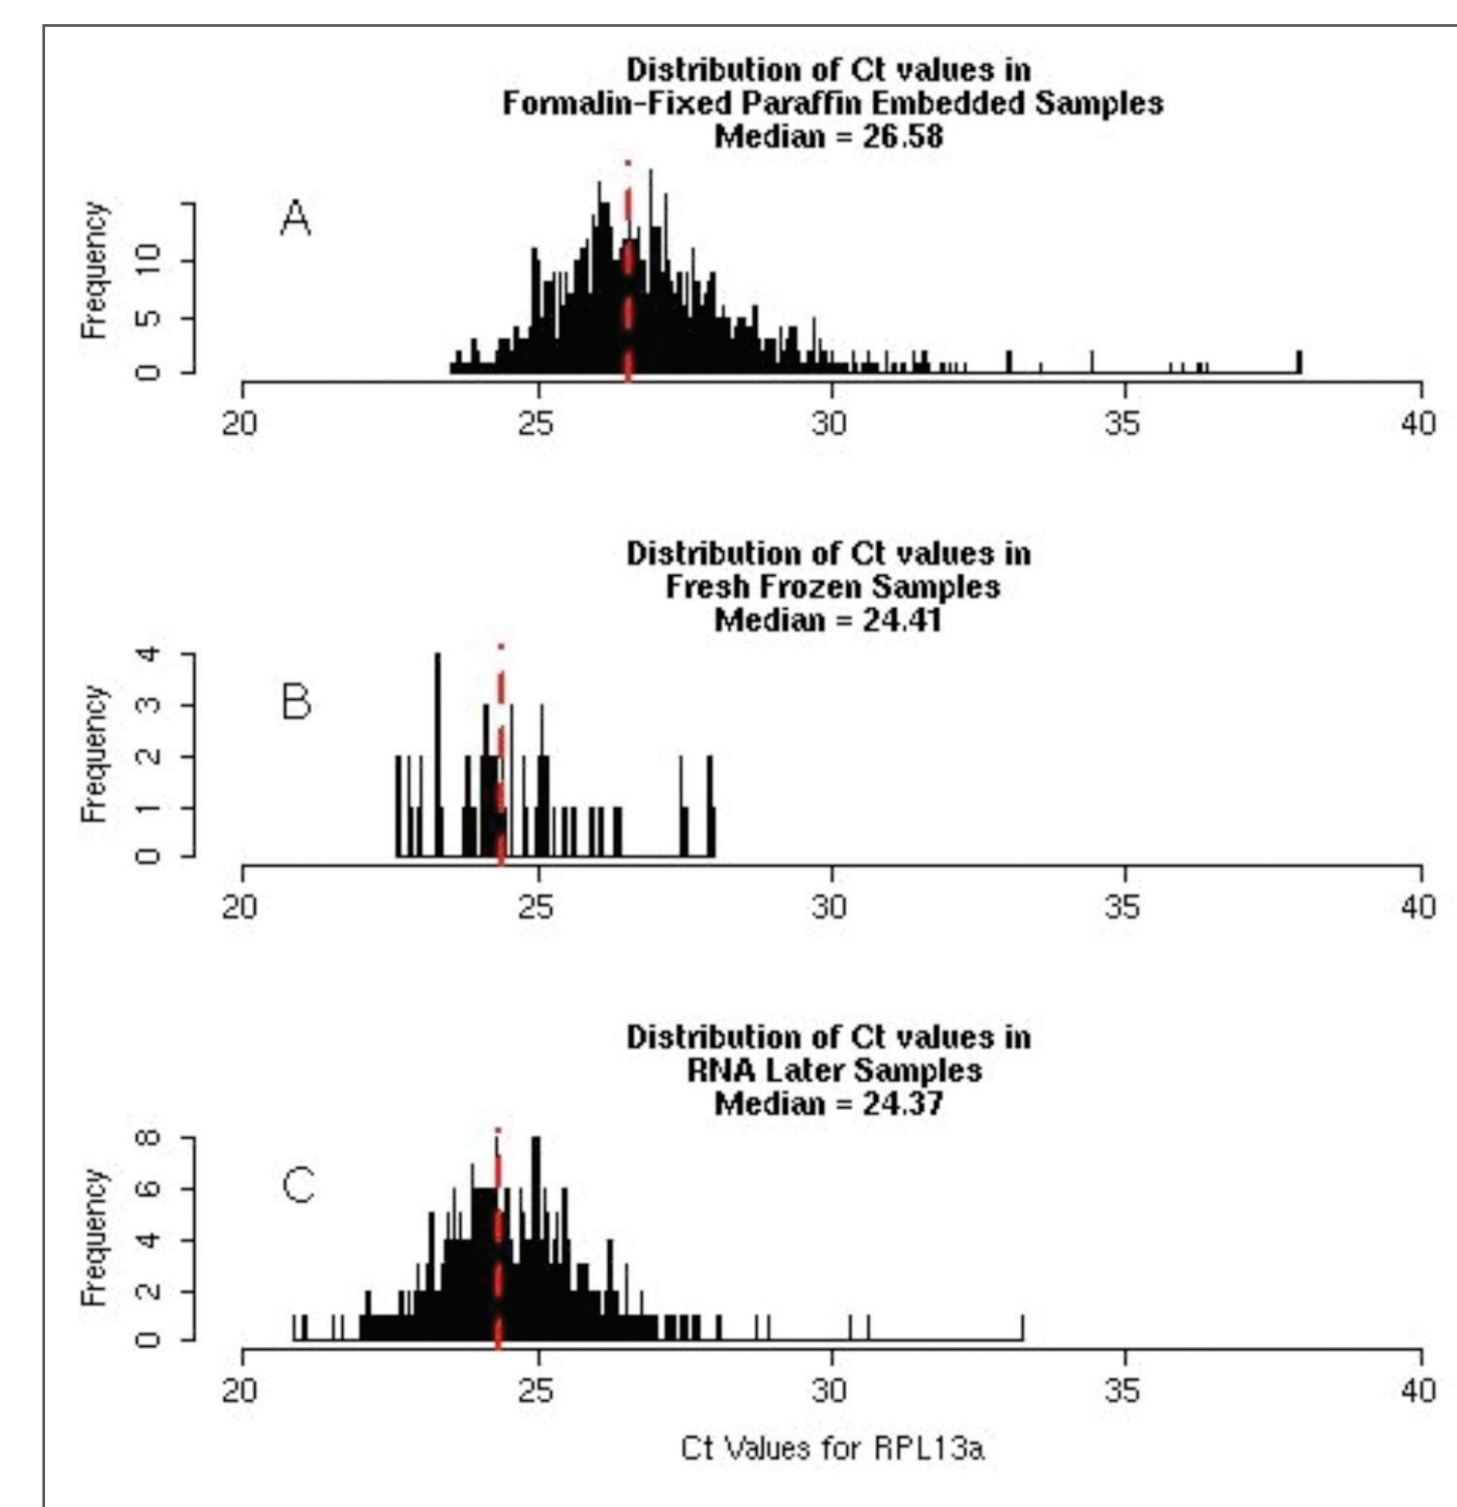 Distribution of Ct values in
Formalin-Fixed Paraffin Embedded Samples
Median = 26.58
A
Frequency
10
5
0
20 25 30 35 40
Distribution of Ct values in
Fresh Frozen Samples
Median = 24.41
B
Frequency
4
3
2
1
0
20 25 30 35 40
Distribution of Ct values in
RNA Later Samples
Median = 24.37
C
Frequency
8
6
4
2
0
20 25 30 35 40
Ct Values for RPL13a